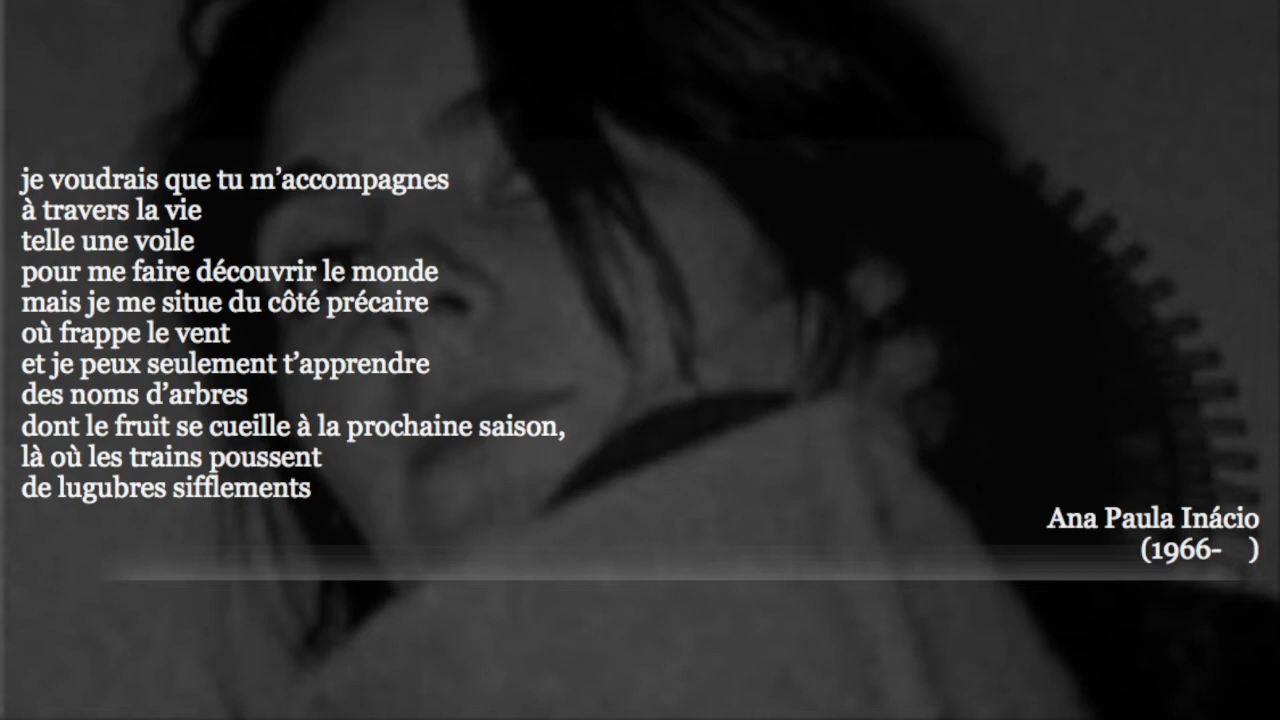 je voudrais que tu m’accompagnes
à travers la vie
telle une voile
pour me faire découvrir le monde
mais je me situe du côté précaire
où frappe le vent
et je peux seulement t’apprendre
des noms d’arbres
dont le fruit se cueille à la prochaine saison,
là où les trains poussent
de lugubres sifflements
Ana Paula Inácio
(1966- )